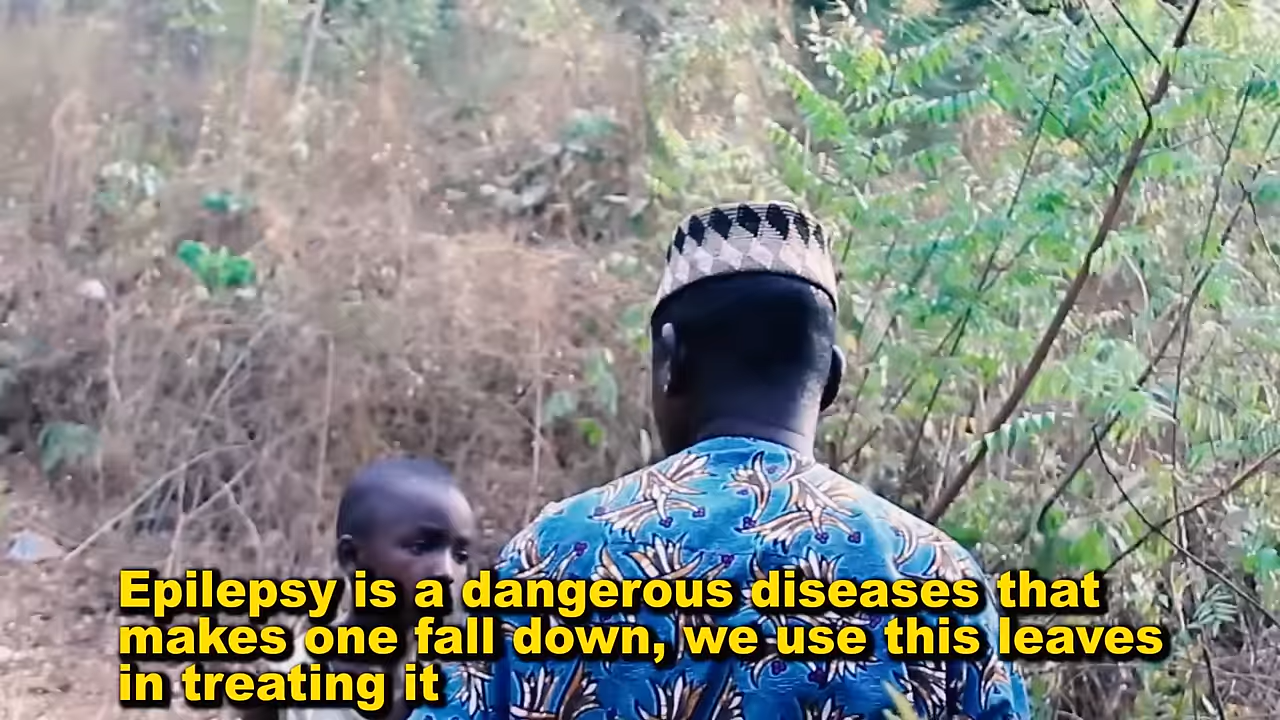 Epilepsy is a dangerous diseases that
makes one fall down, we use this leaves
in treating it